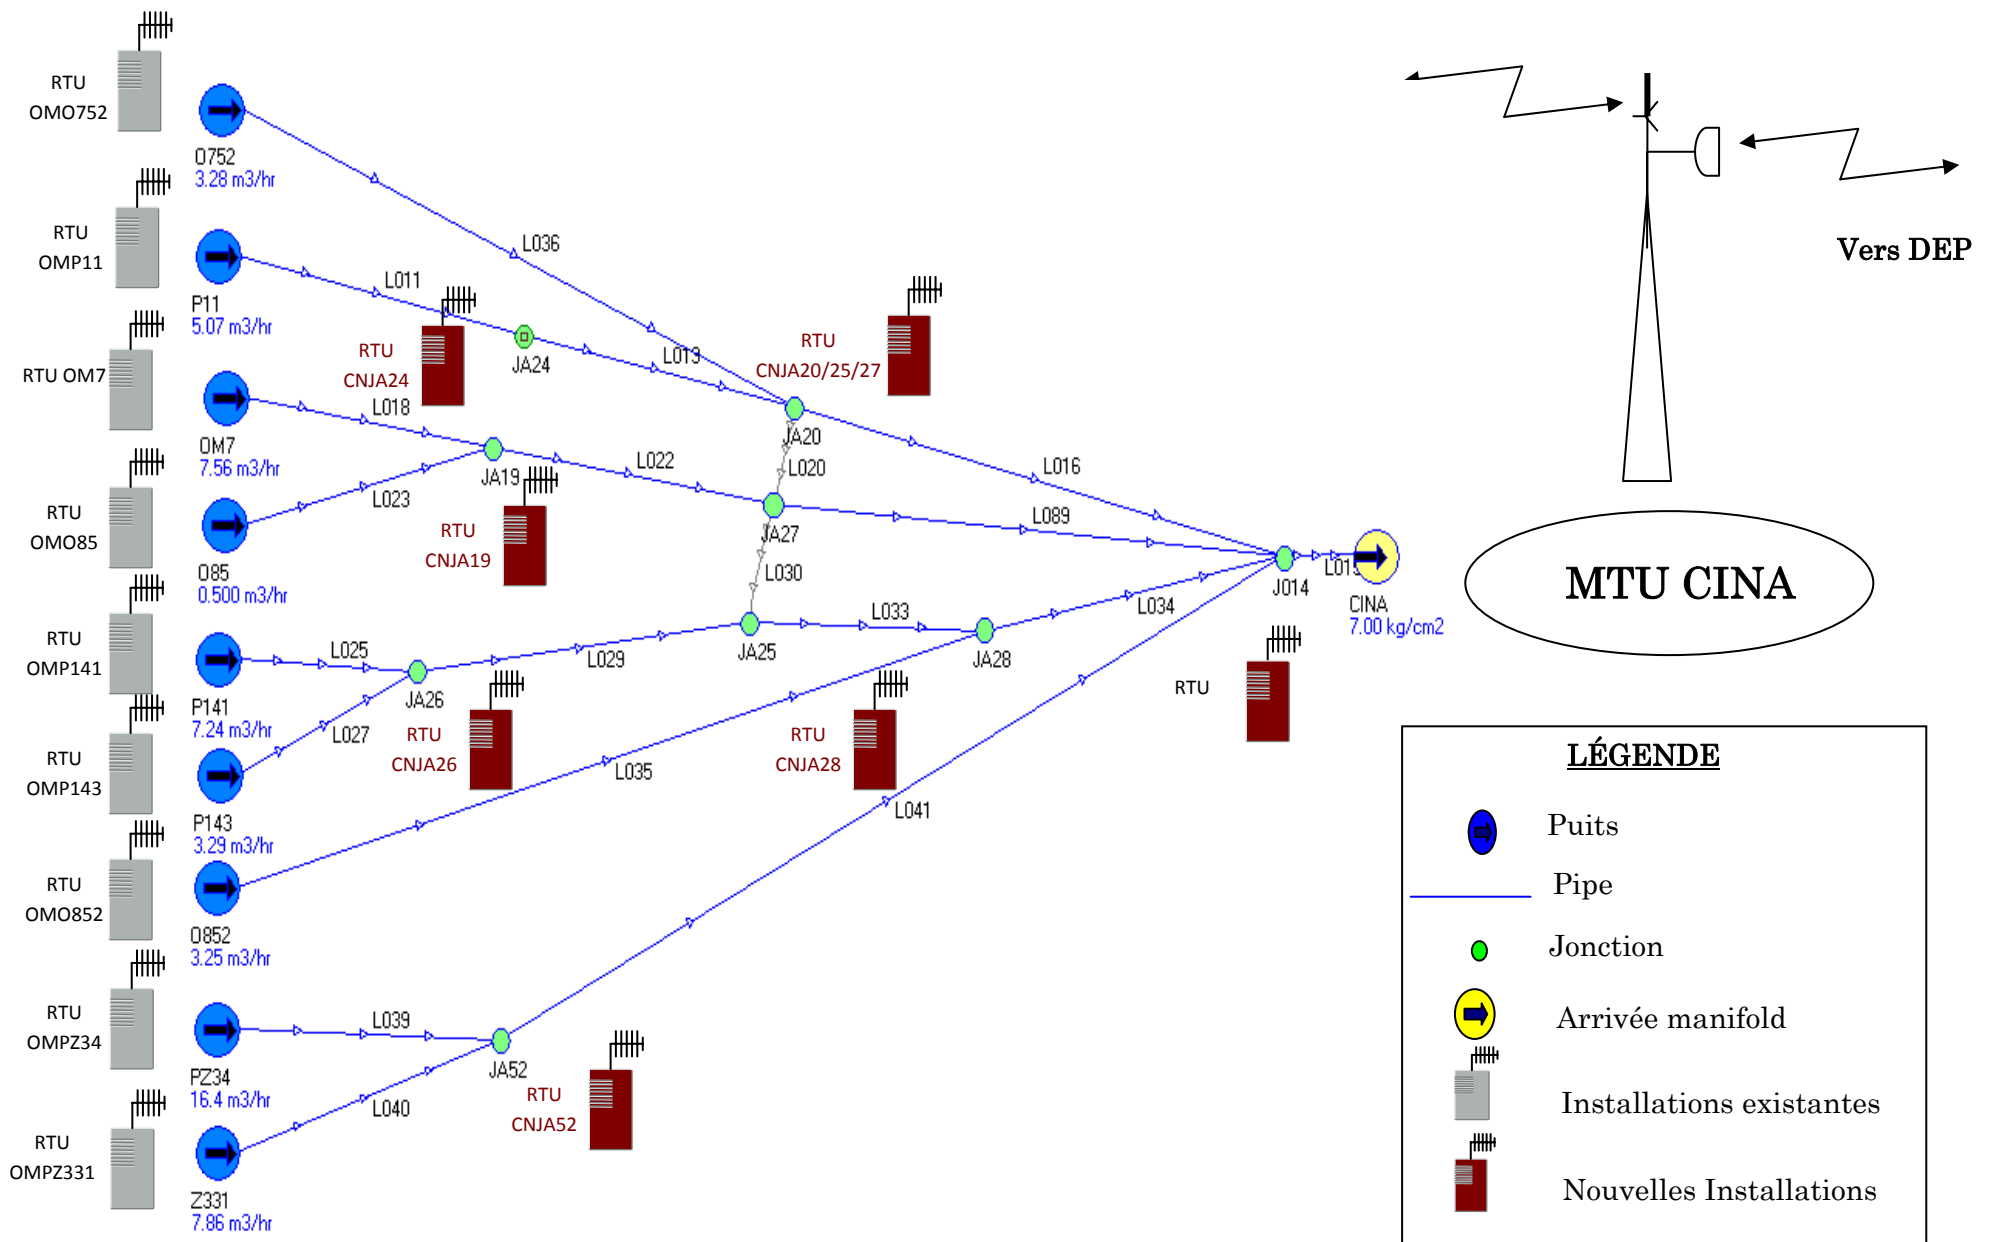 RTU
OMO752
O752
3.28 m3/hr
RTU
OMP11
P11
5.07 m3/hr
RTU OM7
OM7
7.56 m3/hr
RTU
OMO85
O85
0.500 m3/hr
RTU
OMP141
P141
7.24 m3/hr
RTU
OMP143
P143
3.29 m3/hr
RTU
OMO852
O852
3.25 m3/hr
RTU
OMPZ34
PZ34
16.4 m3/hr
RTU
OMPZ331
Z331
7.86 m3/hr
L036
L011
RTU
CNJA24
JA24
L013
RTU
CNJA20/25/27
JA20
L018
JA19
L022
L020
L016
L023
RTU
CNJA19
JA27
L089
L030
L025
JA26
L029
JA25
L033
JA28
L034
J014
CINA
7.00 kg/cm2
L027
RTU
CNJA26
L035
RTU
CNJA28
RTU
L041
L039
JA52
L040
RTU
CNJA52
Vers DEP
MTU CINA
LÉGENDE
Puits
Pipe
Jonction
Arrivée manifold
Installations existantes
Nouvelles Installations